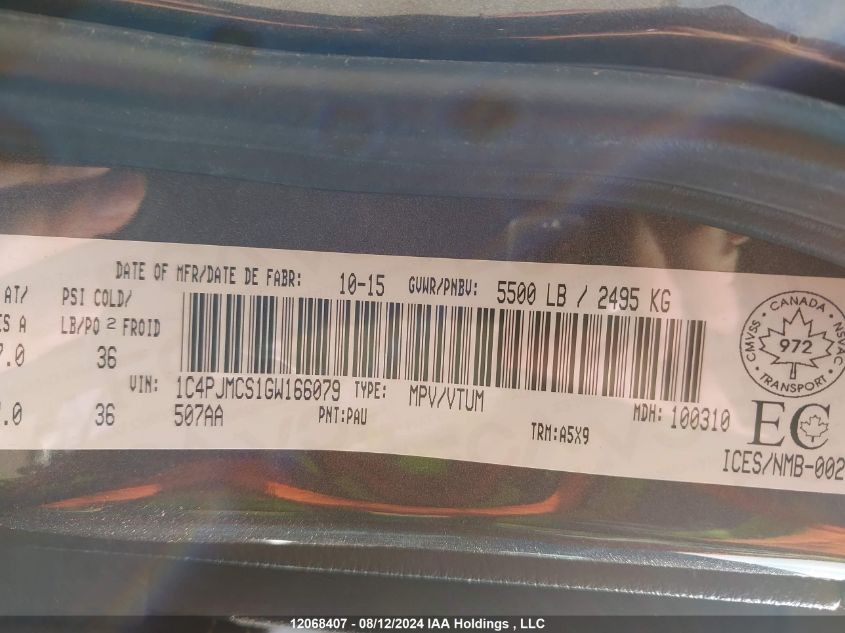 DATE OF MFR/DATE DE FABR: 10-15 GVWR/PNBV: 5500 LB / 2495 KG
AT/ PSI COLD/
ES A LB/PO 2 FROID
7.0 36
VIN: 1C4PJMCS1GW166079 TYPE: MPV/VTUM MDH: 100310
.0 36 507AA PNT:PAU TRM:A5X9
CMVSS · CANADA · NSVAC
972
TRANSPORT
EC
ICES/NMB-002
12068407 - 08/12/2024 IAA Holdings , LLC